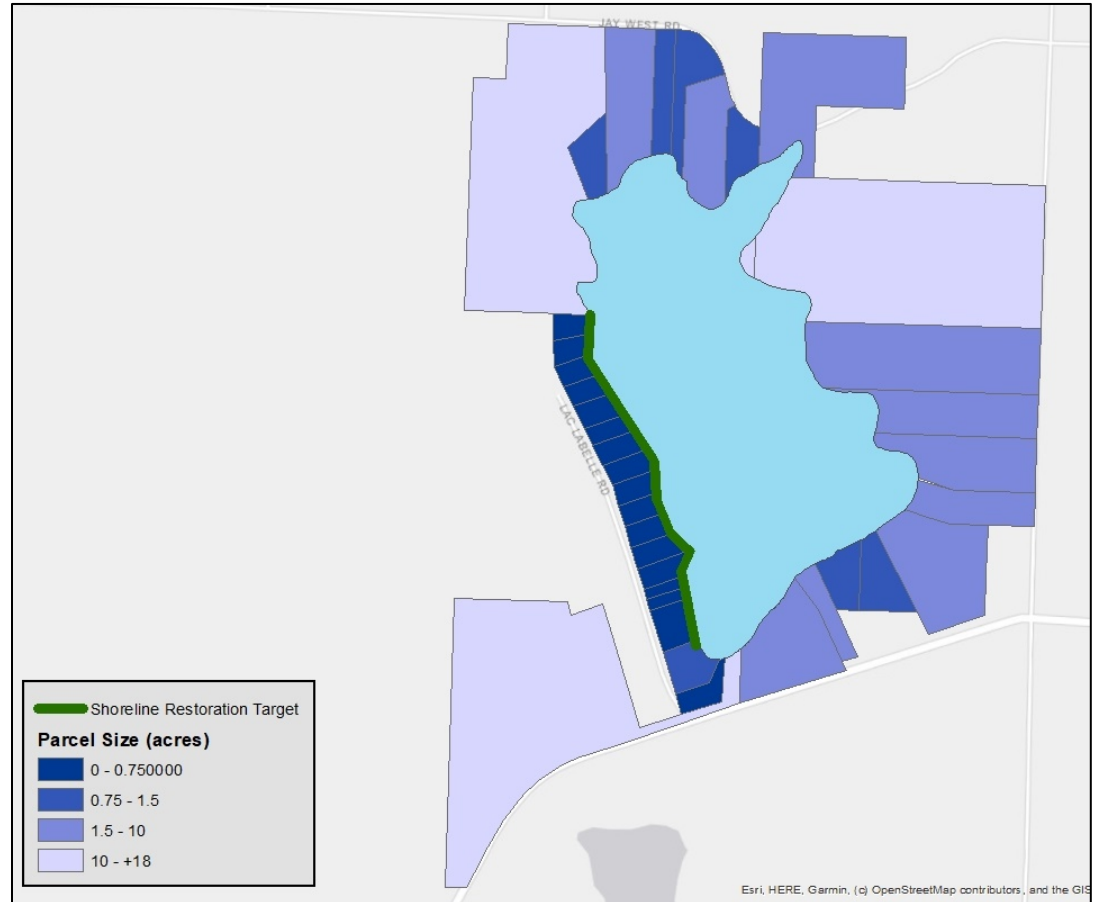 JAY WEST RD
LAC LABELLE RD
Shoreline Restoration Target
Parcel Size (acres)
0 - 0.750000
0.75 - 1.5
1.5 - 10
10 - +18
Esri, HERE, Garmin, (c) OpenStreetMap contributors, and the GIS